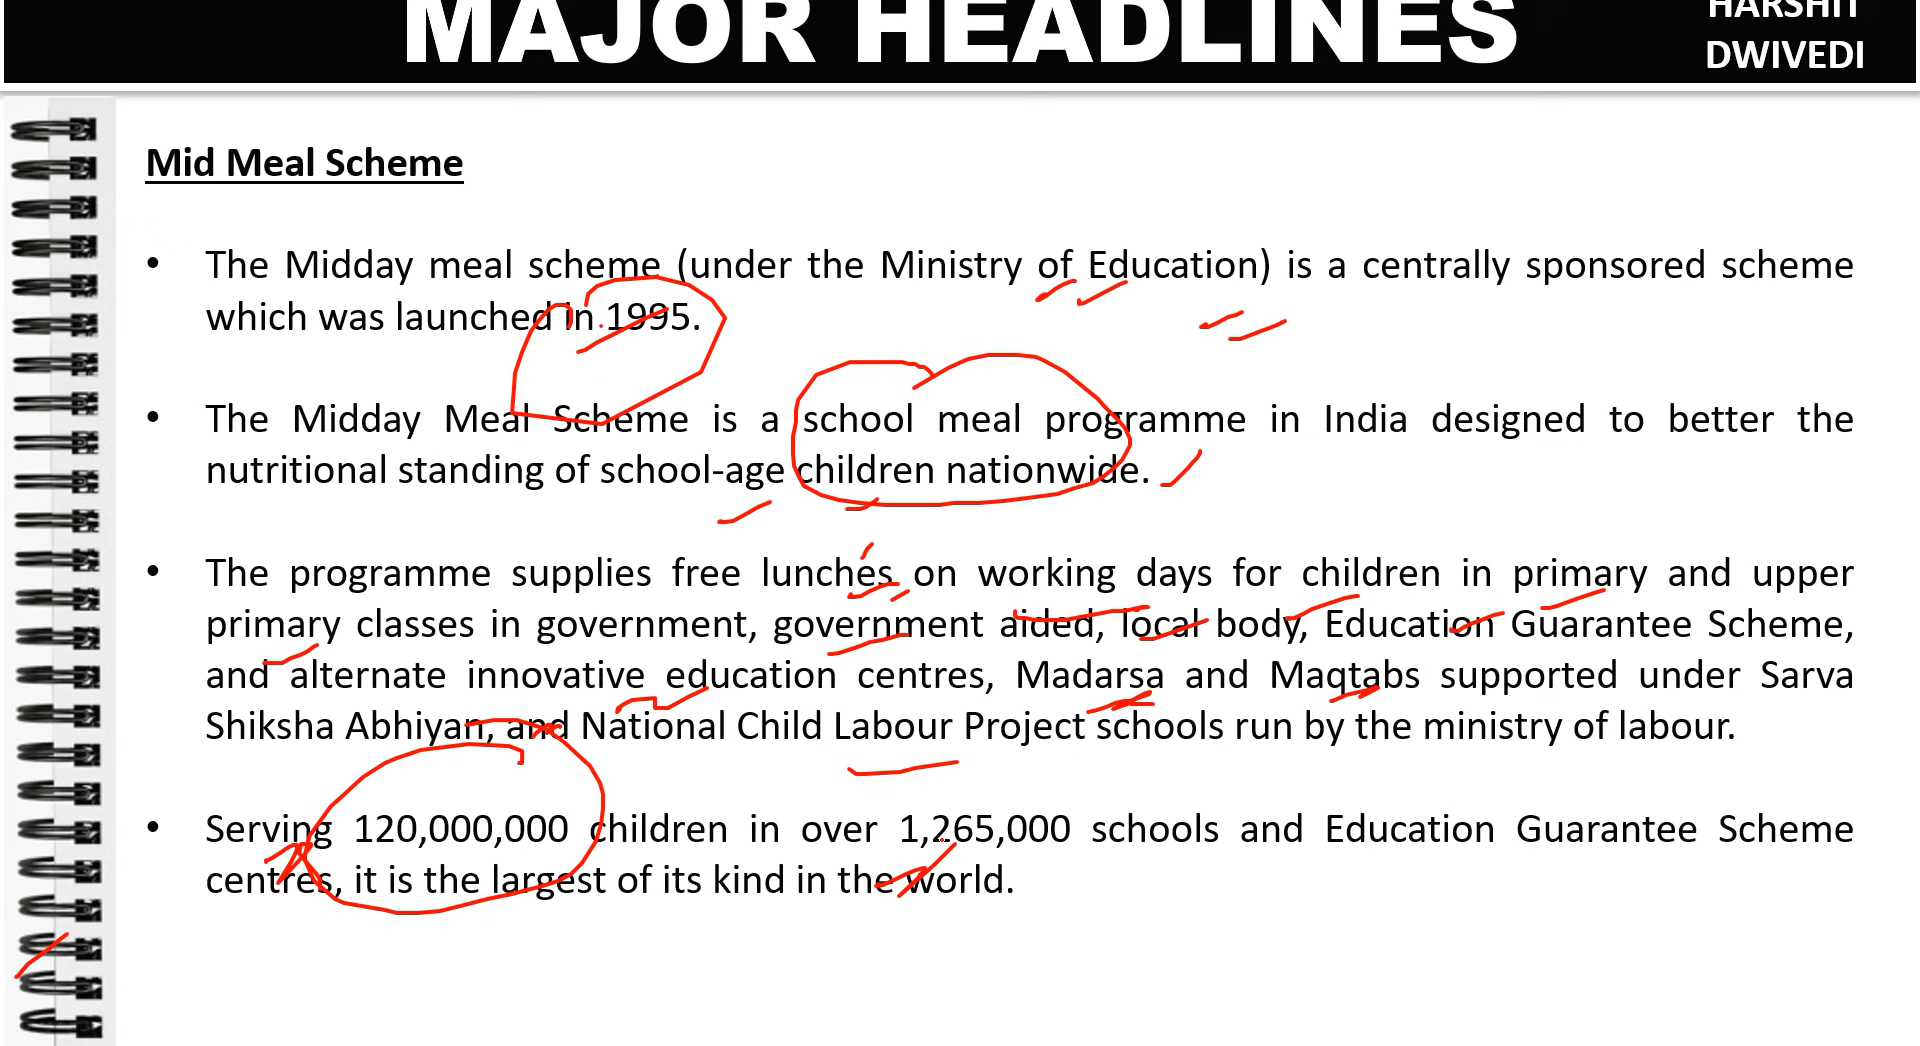 MAJOR HEADLINES
HARSHIT
DWIVEDI
Mid Meal Scheme
• The Midday meal scheme (under the Ministry of Education) is a centrally sponsored scheme
which was launched in 1995.
• The Midday Meal Scheme is a school meal programme in India designed to better the
nutritional standing of school-age children nationwide.
• The programme supplies free lunches on working days for children in primary and upper
primary classes in government, government aided, local body, Education Guarantee Scheme,
and alternate innovative education centres, Madarsa and Maqtabs supported under Sarva
Shiksha Abhiyan, and National Child Labour Project schools run by the ministry of labour.
• Serving 120,000,000 children in over 1,265,000 schools and Education Guarantee Scheme
centres, it is the largest of its kind in the world.